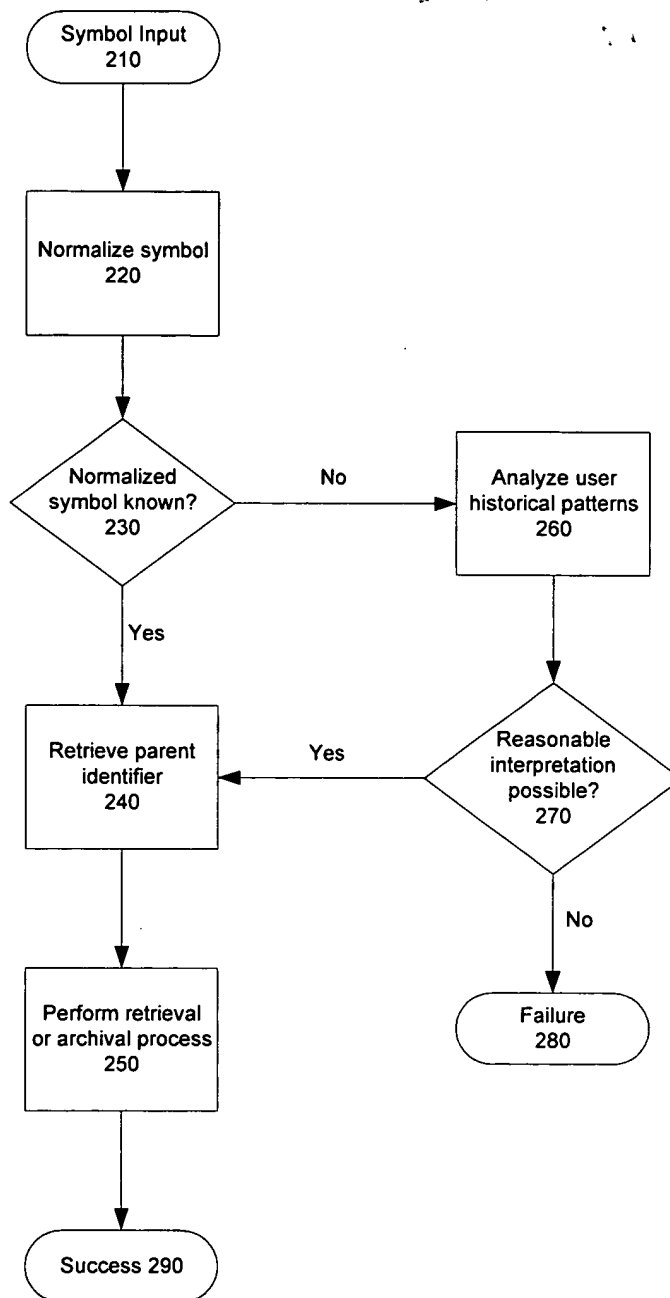 Symbol Input
210
Normalize symbol
220
Normalized
symbol known?
230
No
Analyze user
historical patterns
260
Yes
Retrieve parent
identifier
240
Yes
Reasonable
interpretation
possible?
270
No
Perform retrieval
or archival process
250
Failure
280
Success 290